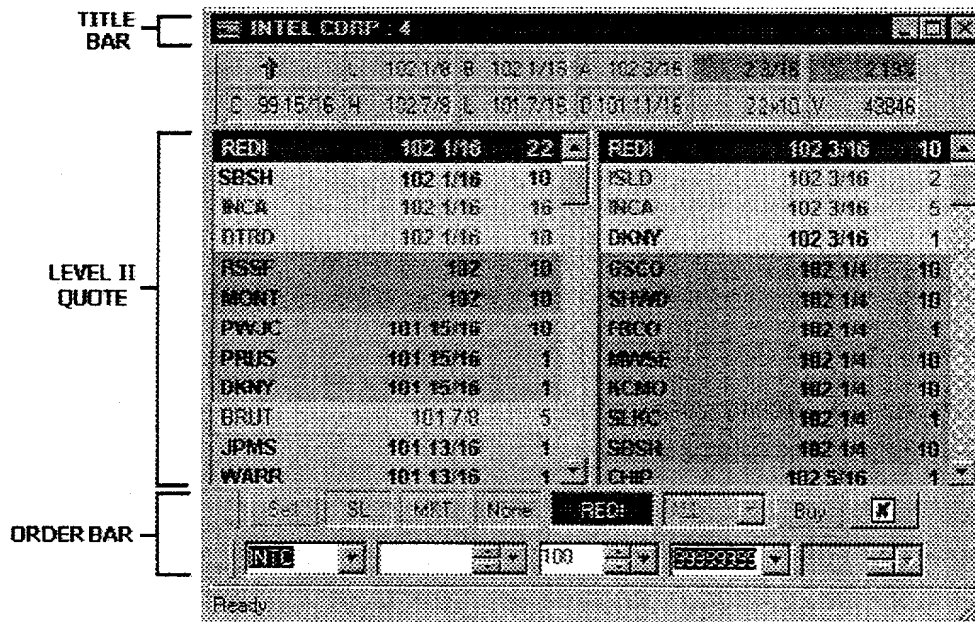 TITLE BAR
INTEL CORP : 4
L 102 1/8 B 102 1/16 A 102 3/16 2 3/16 2.19%
C 99 15/16 H 102 7/8 L 101 7/16 O 101 11/16 22x10 V 43846
LEVEL II QUOTE
REDI 102 1/16 22 REDI 102 3/16 10
SBSH 102 1/16 10 ISLD 102 3/16 2
INCA 102 1/16 16 INCA 102 3/16 5
BTRD 102 1/16 10 DKNY 102 3/16 1
RSSF 102 10 GSCO 102 1/4 10
MONT 102 10 SHWD 102 1/4 10
PWJC 101 15/16 10 FBCO 102 1/4 1
PRUS 101 15/16 1 MWSE 102 1/4 10
DKNY 101 15/16 1 102 1/4 10
BRUT 101 7/8 5 SLKC 102 1/4 1
JPMS 101 13/16 1 SBSH 102 1/4 10
WARR 101 13/16 1 CHIP 102 5/16 1
ORDER BAR
Sel SL MKT None REDI Buy X
INTC 100
Ready